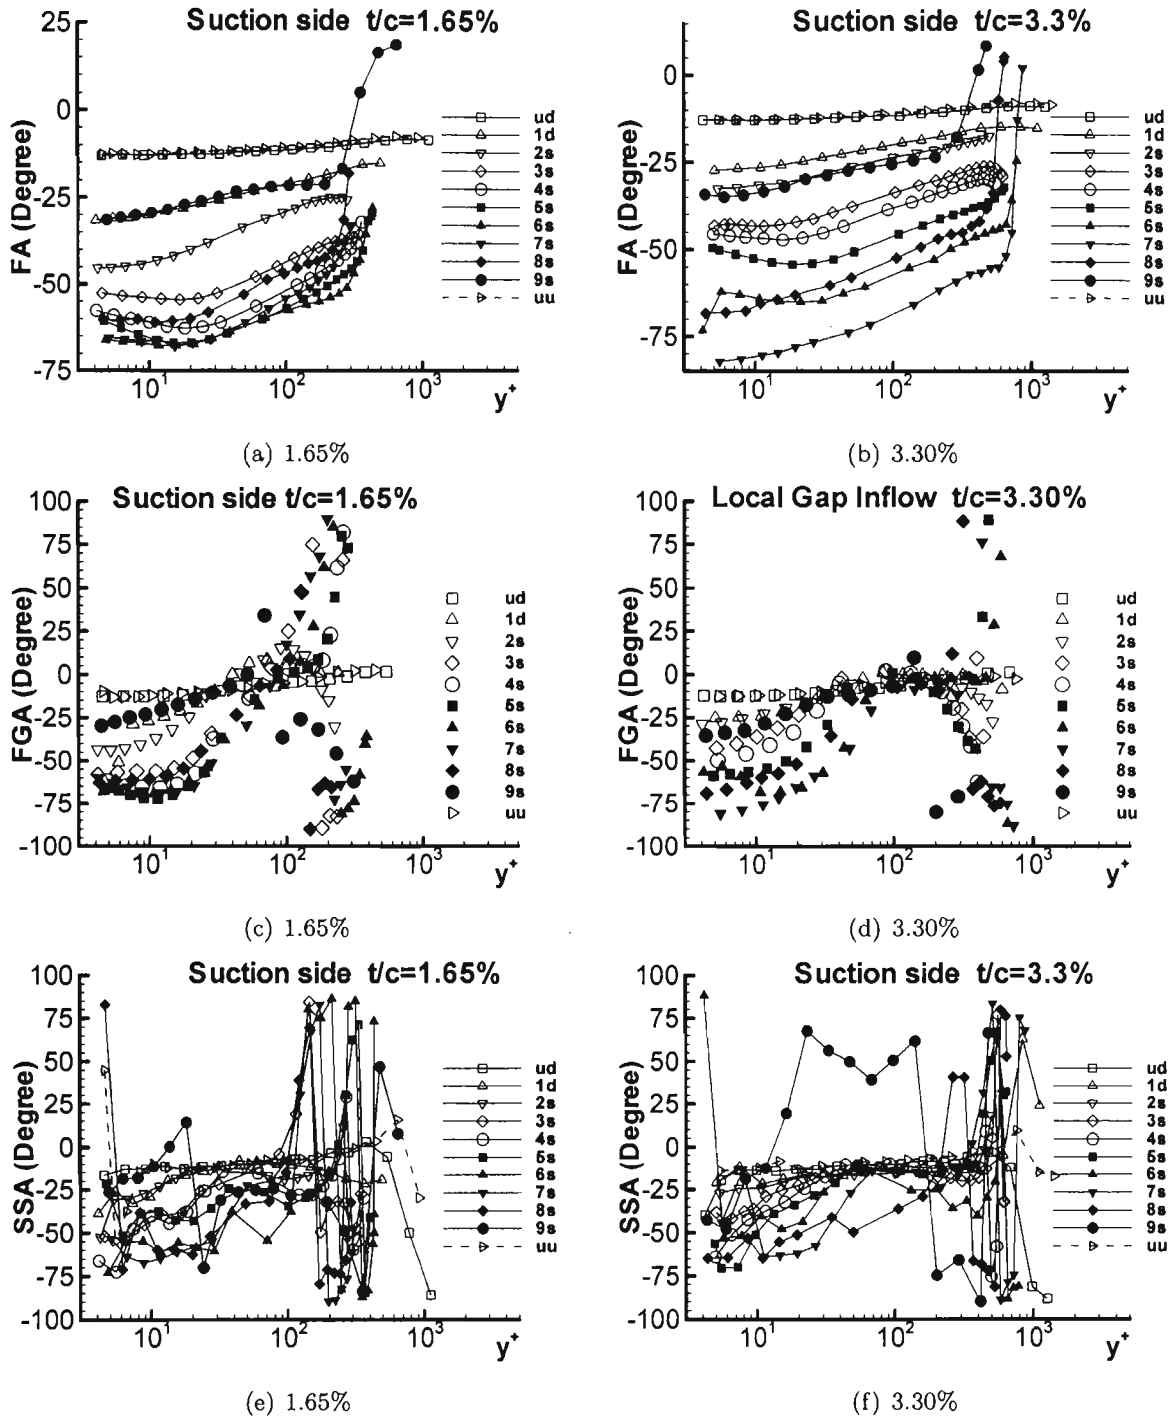 Suction side t/c=1.65%
25
0
-25
-50
-75
FA (Degree)
10¹ 10² 10³ y⁺
ud
1d
2s
3s
4s
5s
6s
7s
8s
9s
uu
(a) 1.65%
Suction side t/c=3.3%
0
-25
-50
-75
FA (Degree)
10¹ 10² 10³ y⁺
ud
1d
2s
3s
4s
5s
6s
7s
8s
9s
uu
(b) 3.30%
Suction side t/c=1.65%
100
75
50
25
0
-25
-50
-75
-100
FGA (Degree)
10¹ 10² 10³ y⁺
ud
1d
2s
3s
4s
5s
6s
7s
8s
9s
uu
(c) 1.65%
Local Gap Inflow t/c=3.30%
100
75
50
25
0
-25
-50
-75
-100
FGA (Degree)
10¹ 10² 10³ y⁺
ud
1d
2s
3s
4s
5s
6s
7s
8s
9s
uu
(d) 3.30%
Suction side t/c=1.65%
100
75
50
25
0
-25
-50
-75
-100
SSA (Degree)
10¹ 10² 10³ y⁺
ud
1d
2s
3s
4s
5s
6s
7s
8s
9s
uu
(e) 1.65%
Suction side t/c=3.3%
100
75
50
25
0
-25
-50
-75
-100
SSA (Degree)
10¹ 10² 10³ y⁺
ud
1d
2s
3s
4s
5s
6s
7s
8s
9s
uu
(f) 3.30%